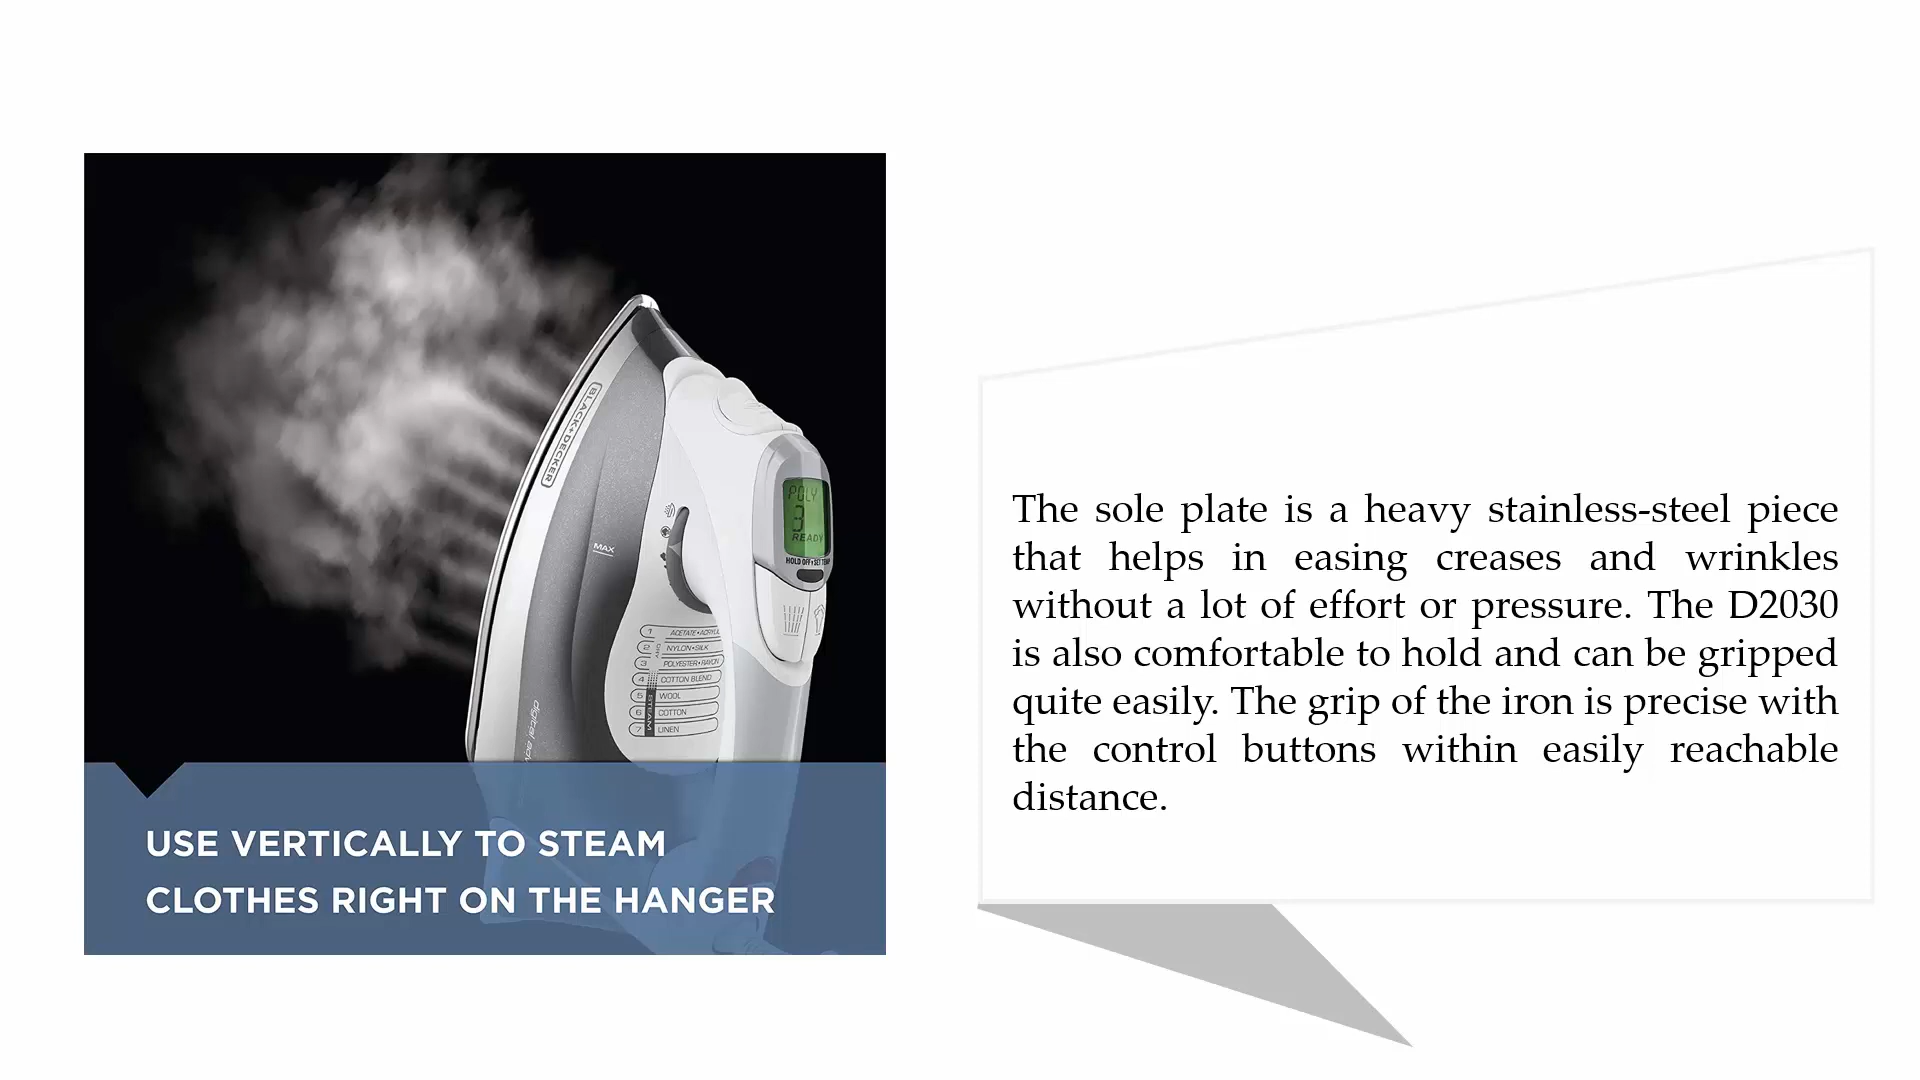 BLACK+DECKER
POLY
3
READY
HOLD OFF•SET TEMP
MAX
1 ACETATE•ACRYLIC
2 NYLON•SILK
3 POLYESTER•RAYON
4 COTTON BLEND
5 WOOL
6 COTTON
7 LINEN
DRY
STEAM
digital
USE VERTICALLY TO STEAM
CLOTHES RIGHT ON THE HANGER
The sole plate is a heavy stainless-steel piece
that helps in easing creases and wrinkles
without a lot of effort or pressure. The D2030
is also comfortable to hold and can be gripped
quite easily. The grip of the iron is precise with
the control buttons within easily reachable
distance.